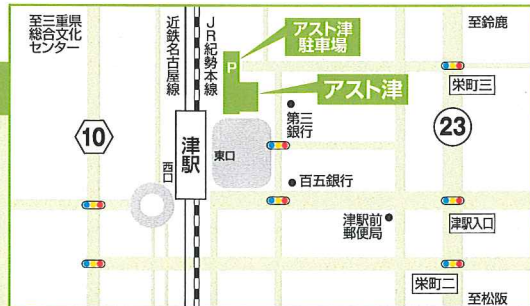 至三重県
総合文化
センター
近鉄名古屋線
JR紀勢本線
アスト津
駐車場
P
アスト津
至鈴鹿
栄町三
第三
銀行
23
10
津駅
西口
東口
百五銀行
津駅前
郵便局
津駅入口
栄町二
至松阪